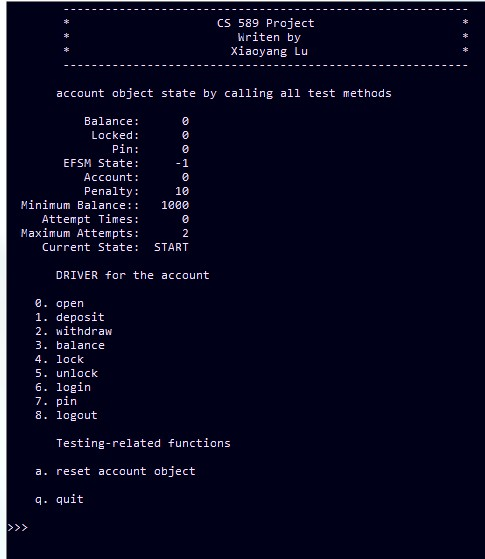 ----------------------------------------------------------
* CS 589 Project *
* Writen by *
* Xiaoyang Lu *
----------------------------------------------------------
account object state by calling all test methods
Balance: 0
Locked: 0
Pin: 0
EFSM State: -1
Account: 0
Penalty: 10
Minimum Balance:: 1000
Attempt Times: 0
Maximum Attempts: 2
Current State: START
DRIVER for the account
0. open
1. deposit
2. withdraw
3. balance
4. lock
5. unlock
6. login
7. pin
8. logout
Testing-related functions
a. reset account object
q. quit
>>>